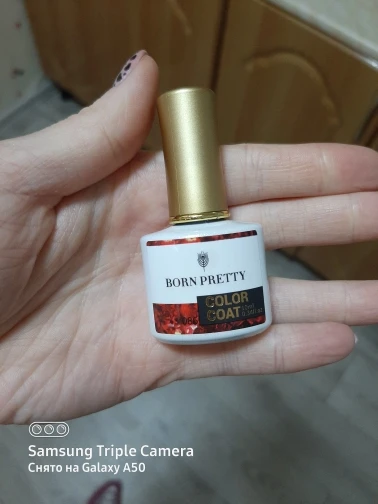 BORN PRETTY
COLOR
COAT
Samsung Triple Camera
Снято на Galaxy A50